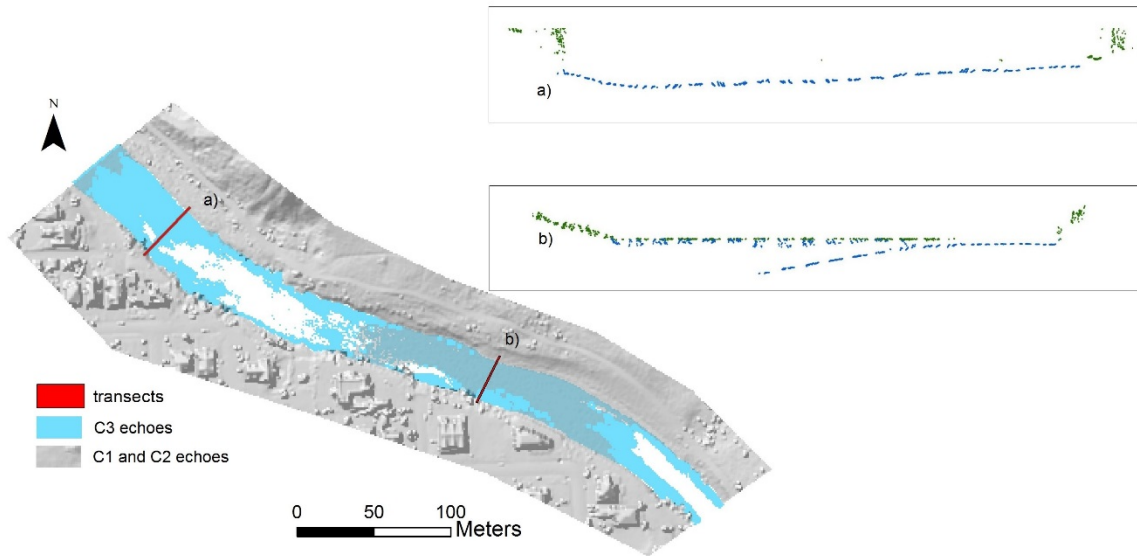 a)
b)
N
a)
b)
transects
C3 echoes
C1 and C2 echoes
0 50 100
Meters